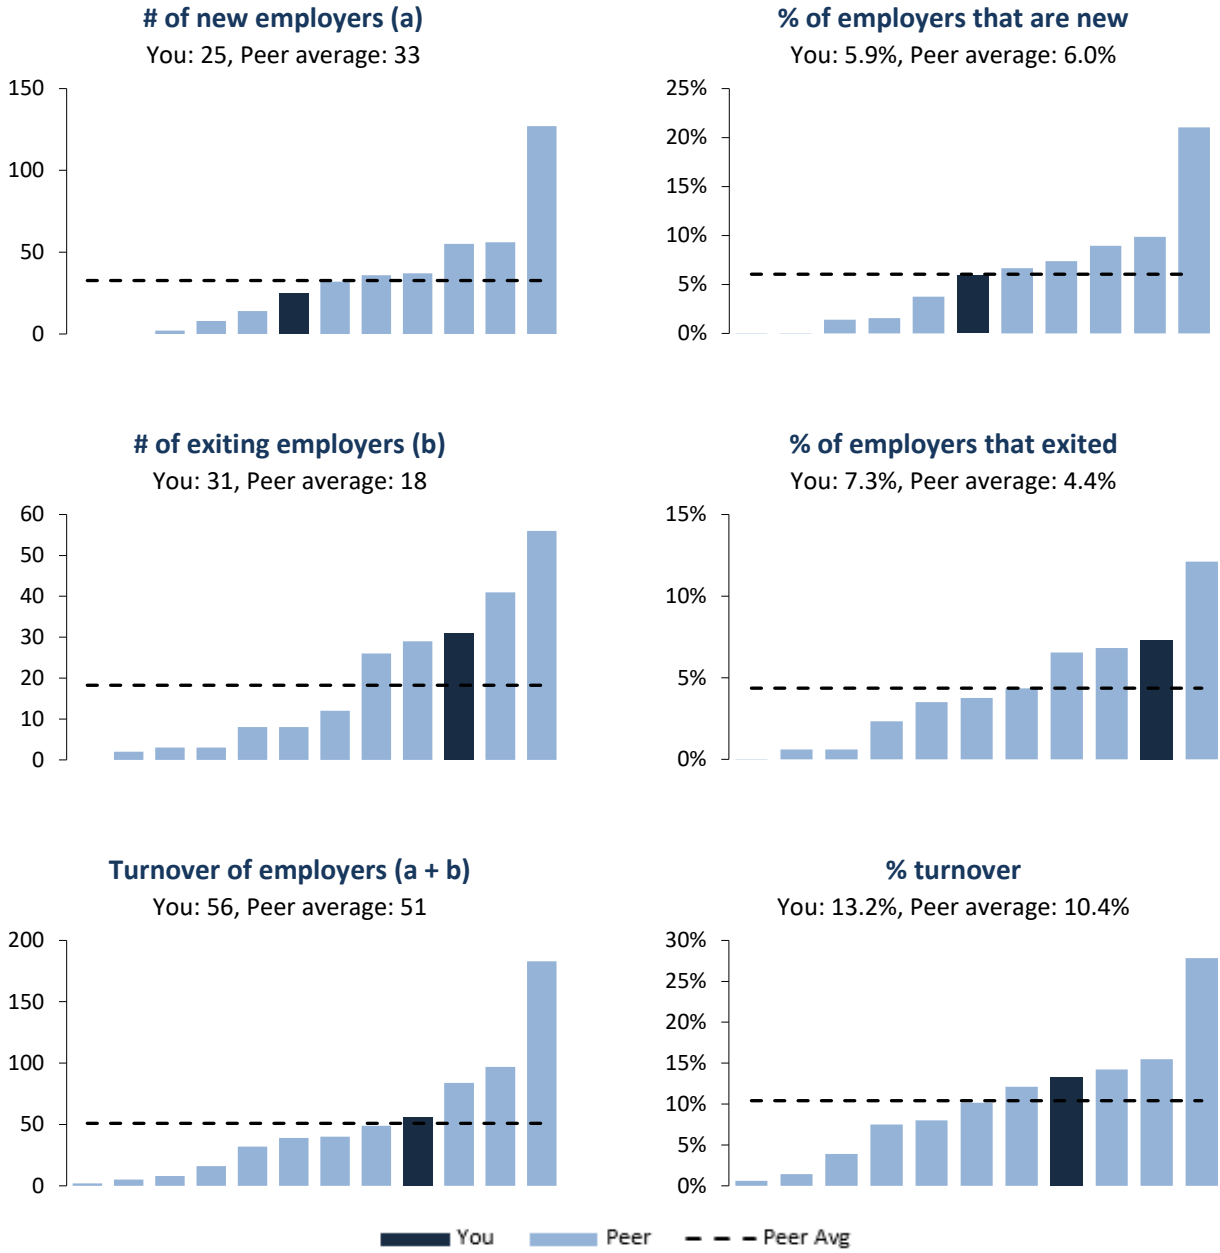 # of new employers (a)
You: 25, Peer average: 33
150
100
50
0
% of employers that are new
You: 5.9%, Peer average: 6.0%
25%
20%
15%
10%
5%
0%
# of exiting employers (b)
You: 31, Peer average: 18
60
50
40
30
20
10
0
% of employers that exited
You: 7.3%, Peer average: 4.4%
15%
10%
5%
0%
Turnover of employers (a + b)
You: 56, Peer average: 51
200
150
100
50
0
% turnover
You: 13.2%, Peer average: 10.4%
30%
25%
20%
15%
10%
5%
0%
You Peer Peer Avg